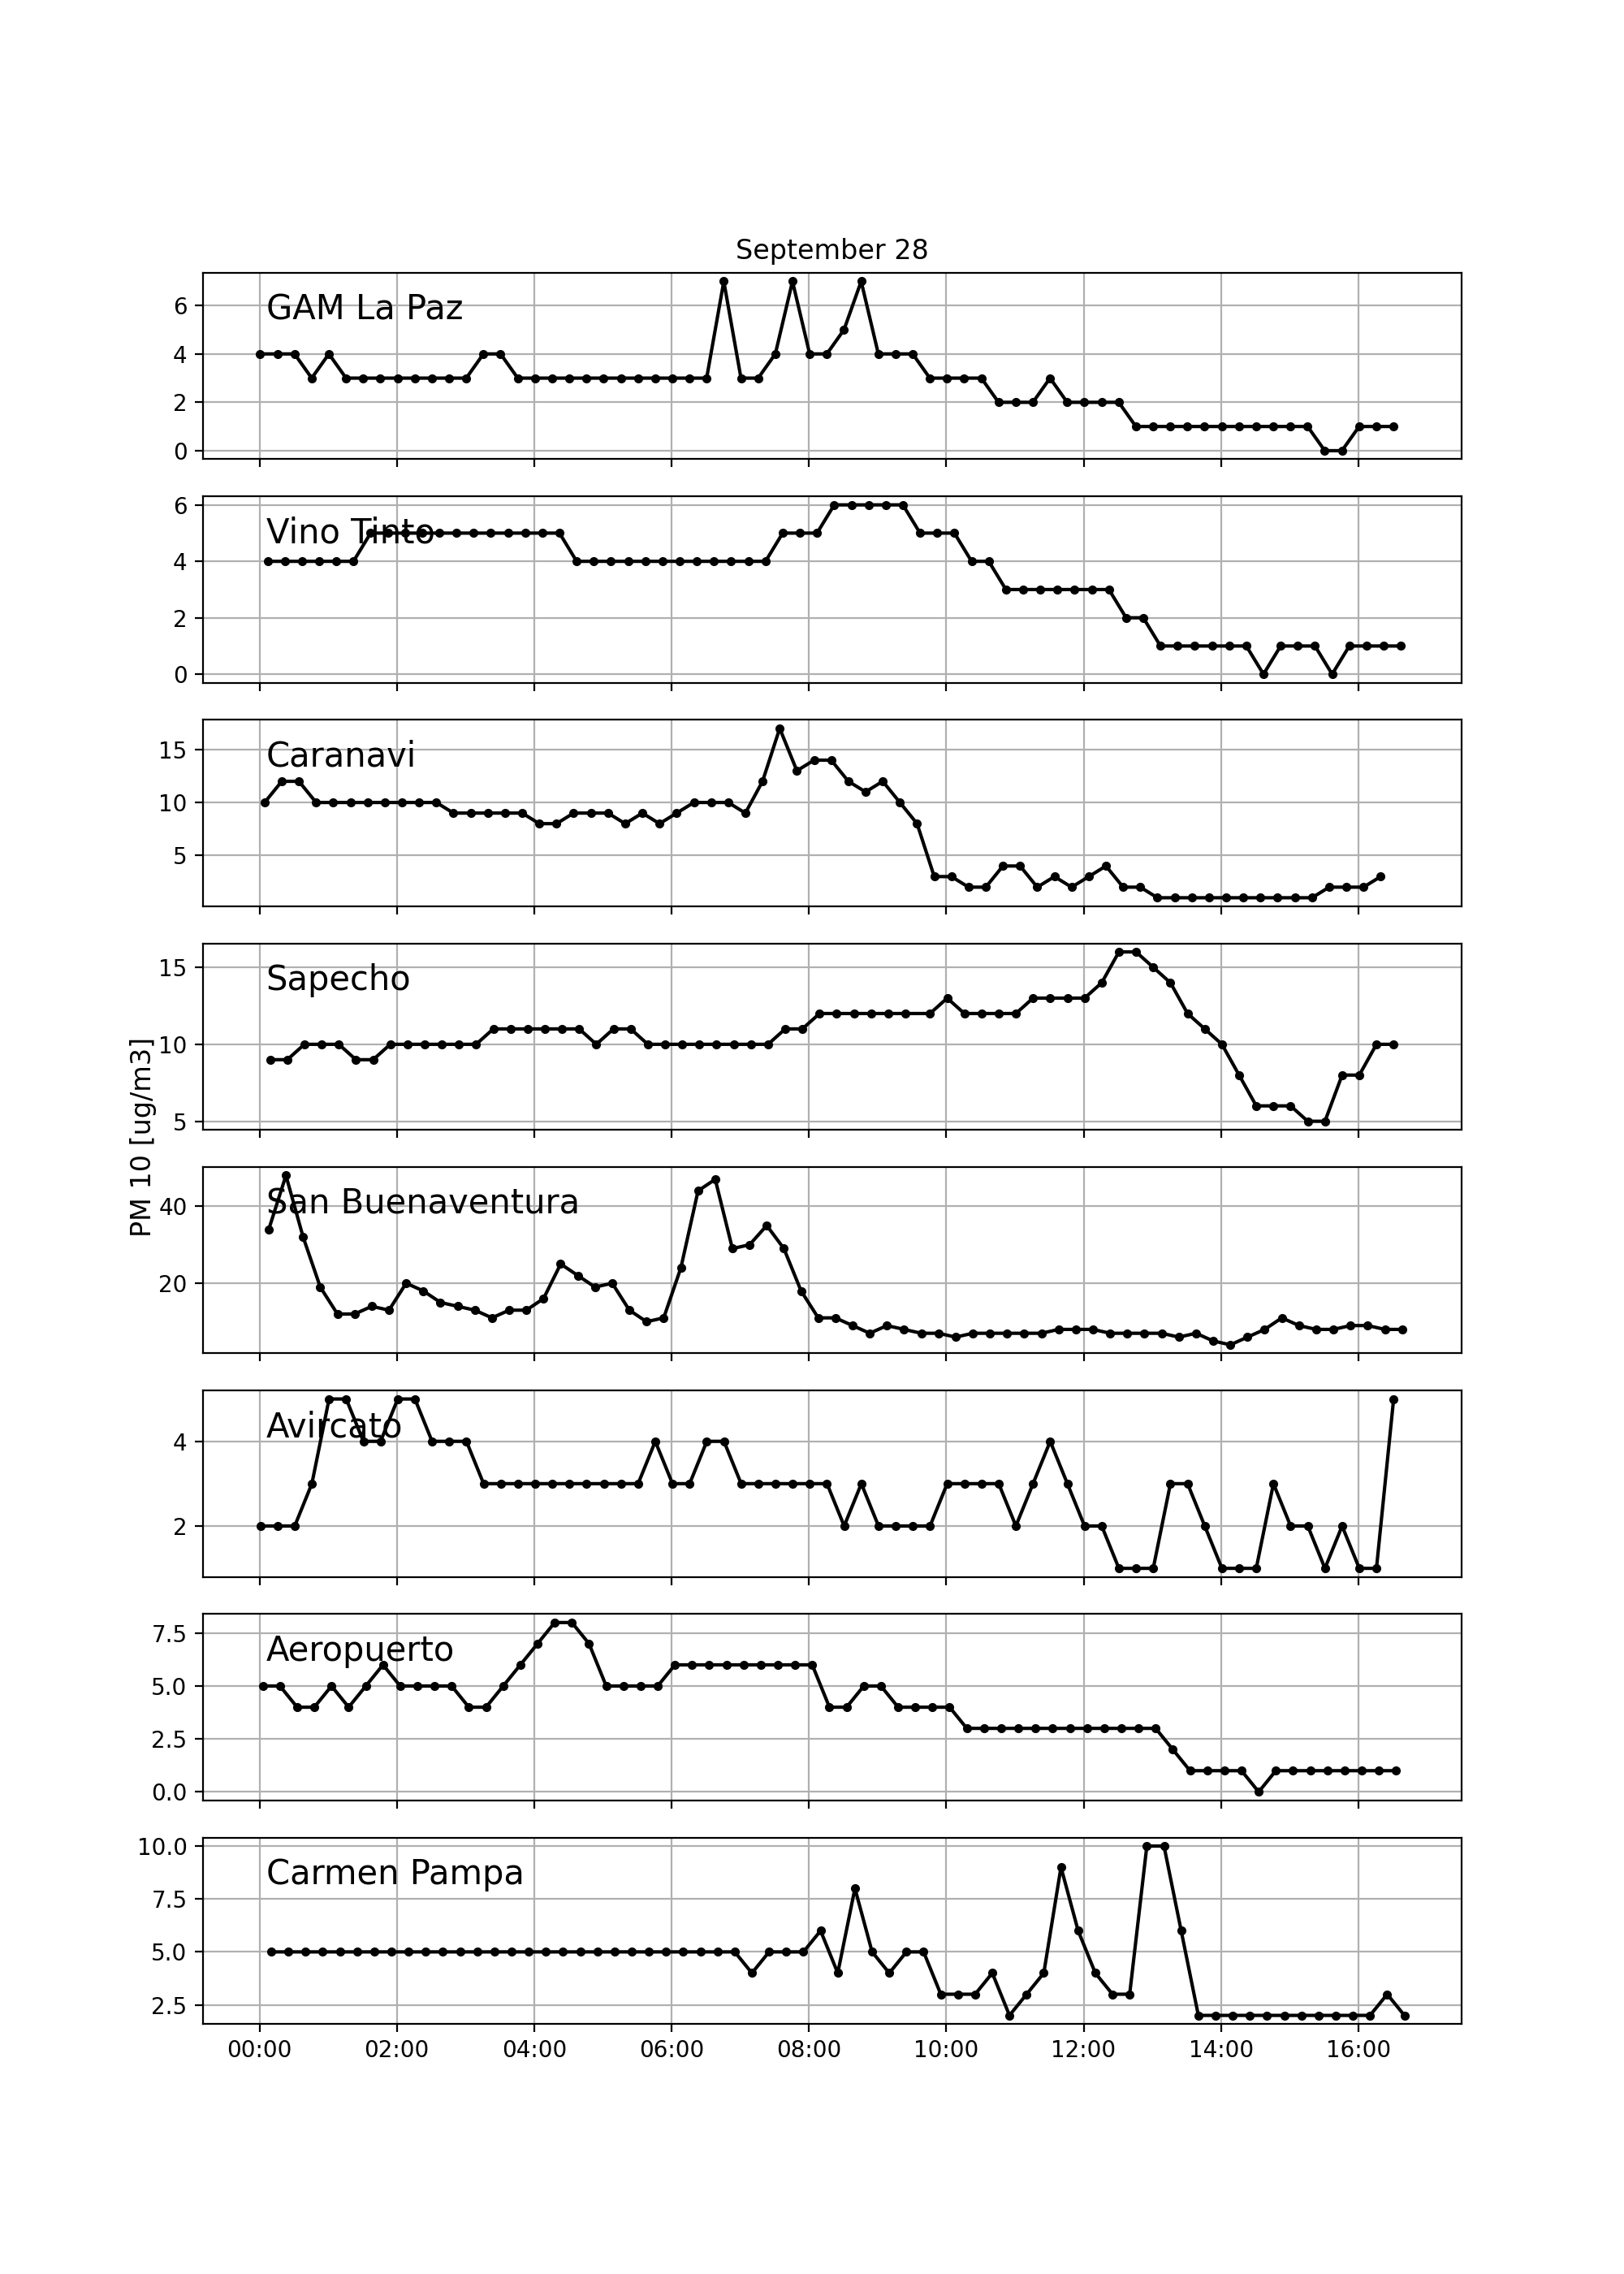 September 28
GAM La Paz
6
4
2
0
Vino Tinto
6
4
2
0
Caranavi
15
10
5
Sapecho
15
10
5
PM 10 [ug/m3]
San Buenaventura
40
20
Avircato
4
2
Aeropuerto
7.5
5.0
2.5
0.0
Carmen Pampa
10.0
7.5
5.0
2.5
00:00 02:00 04:00 06:00 08:00 10:00 12:00 14:00 16:00